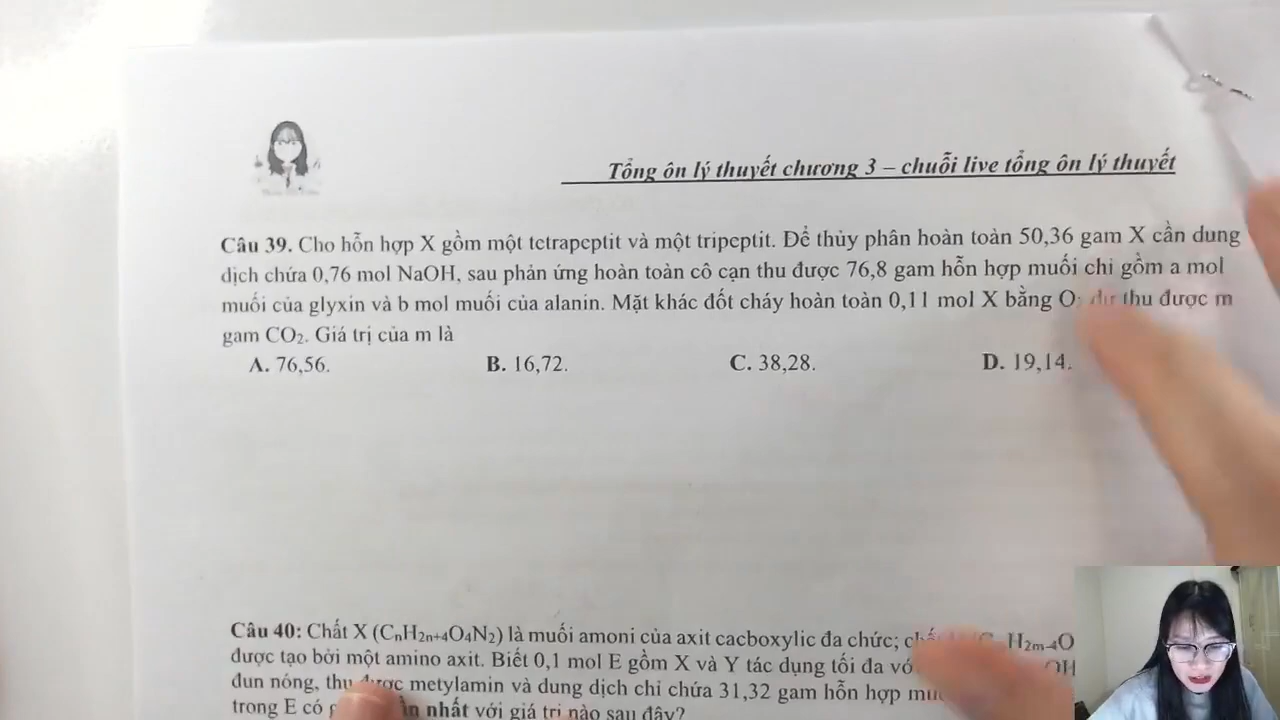 Tổng ôn lý thuyết chương 3 – chuỗi live tổng ôn lý thuyết
Câu 39. Cho hỗn hợp X gồm một tetrapeptit và một tripeptit. Để thủy phân hoàn toàn 50,36 gam X cần dung
dịch chứa 0,76 mol NaOH, sau phản ứng hoàn toàn cô cạn thu được 76,8 gam hỗn hợp muối chỉ gồm a mol
muối của glyxin và b mol muối của alanin. Mặt khác đốt cháy hoàn toàn 0,11 mol X bằng O dư thu được m
gam CO₂. Giá trị của m là
A. 76,56. B. 16,72. C. 38,28. D. 19,14.
Câu 40: Chất X (CnH2n+4O4N2) là muối amoni của axit cacboxylic đa chức; H2m-4O
được tạo bởi một amino axit. Biết 0,1 mol E gồm X và Y tác dụng tối đa OH
đun nóng, thu được metylamin và dung dịch chỉ chứa 31,32 gam hỗn hợp
trong E có nhất với giá trị nào sau đây?